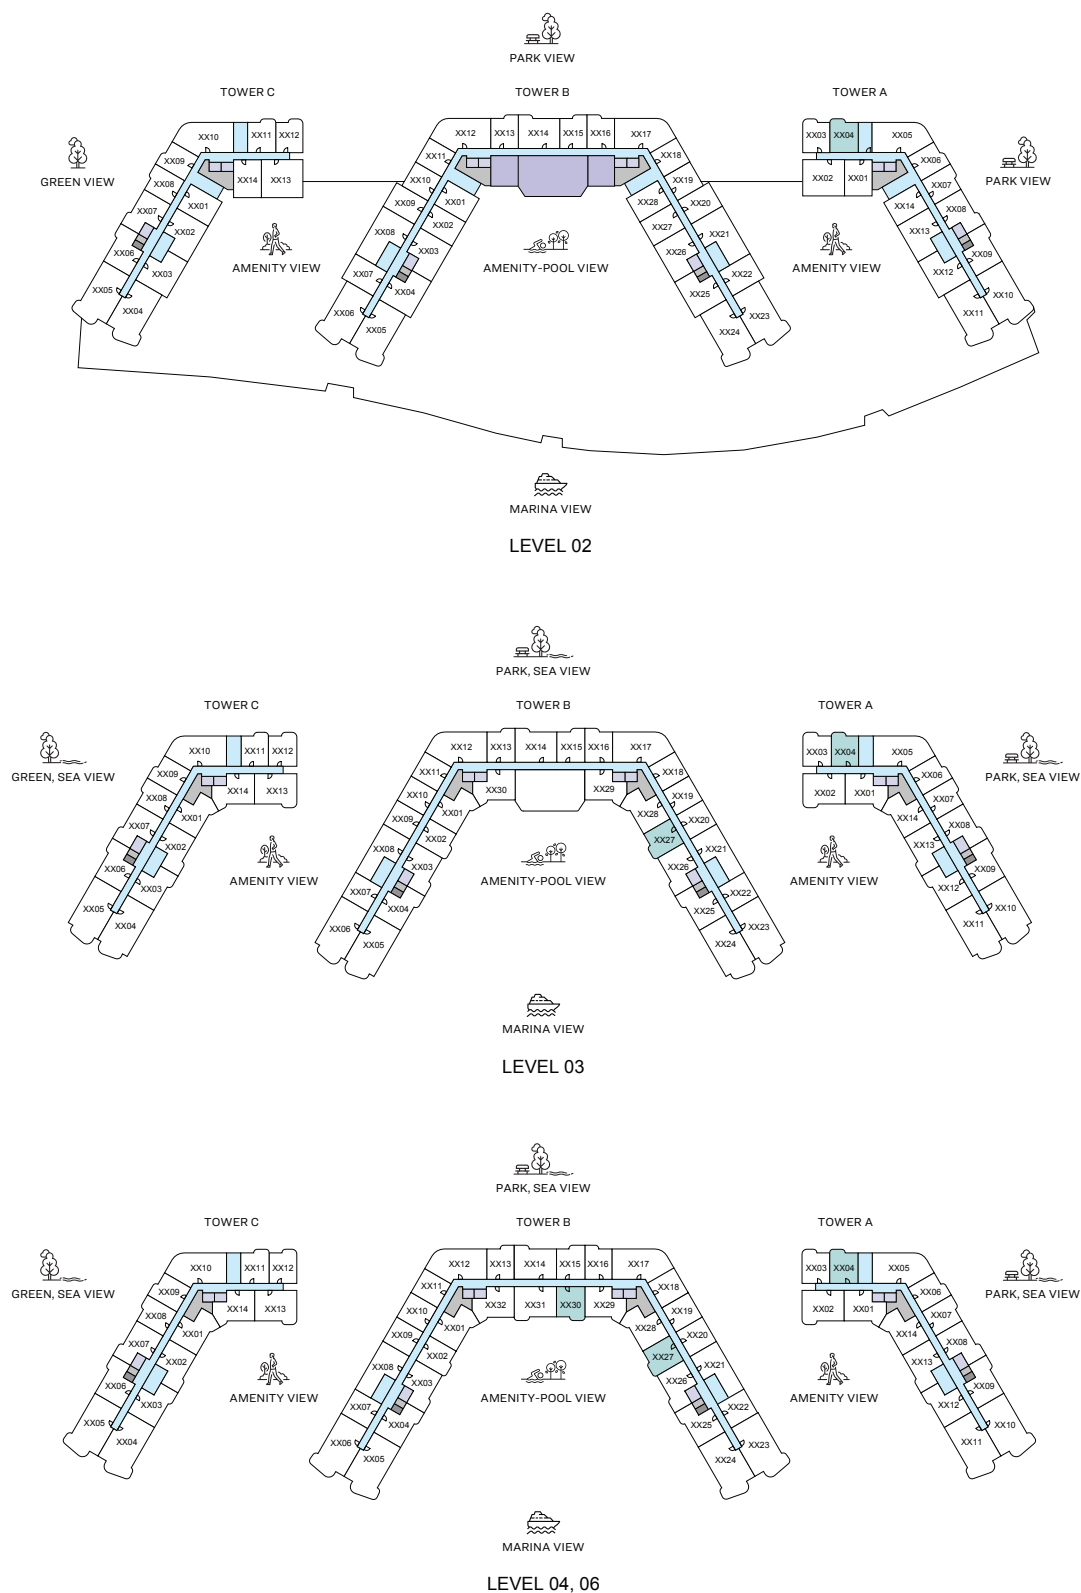 PARK VIEW
TOWER C
TOWER B
TOWER A
XX10 XX11 XX12
XX12 XX13 XX14 XX15 XX16 XX17
XX03 XX04 XX05
GREEN VIEW
XX09 XX14 XX13
XX11 XX18
XX02 XX01 XX06
PARK VIEW
XX08 XX01
XX10 XX01 XX28 XX19
XX14 XX07
XX07 XX02
XX09 XX02 XX27 XX20
XX13 XX08
XX06 XX03
XX08 XX03 XX26 XX21
XX12 XX09
AMENITY VIEW
AMENITY-POOL VIEW
AMENITY VIEW
XX05 XX04
XX07 XX04 XX25 XX22
XX11 XX10
XX06 XX05 XX24 XX23
MARINA VIEW
LEVEL 02
PARK, SEA VIEW
TOWER C
TOWER B
TOWER A
XX10 XX11 XX12
XX12 XX13 XX14 XX15 XX16 XX17
XX03 XX04 XX05
GREEN, SEA VIEW
XX09 XX14 XX13
XX11 XX30 XX29 XX18
XX02 XX01 XX06
PARK, SEA VIEW
XX08 XX01
XX10 XX01 XX28 XX19
XX14 XX07
XX07 XX02
XX09 XX02 XX27 XX20
XX13 XX08
XX06 XX03
XX08 XX03 XX26 XX21
XX12 XX09
AMENITY VIEW
AMENITY-POOL VIEW
AMENITY VIEW
XX05 XX04
XX07 XX04 XX25 XX22
XX11 XX10
XX06 XX05 XX24 XX23
MARINA VIEW
LEVEL 03
PARK, SEA VIEW
TOWER C
TOWER B
TOWER A
XX10 XX11 XX12
XX12 XX13 XX14 XX15 XX16 XX17
XX03 XX04 XX05
GREEN, SEA VIEW
XX09 XX14 XX13
XX11 XX32 XX31 XX30 XX29 XX18
XX02 XX01 XX06
PARK, SEA VIEW
XX08 XX01
XX10 XX01 XX28 XX19
XX14 XX07
XX07 XX02
XX09 XX02 XX27 XX20
XX13 XX08
XX06 XX03
XX08 XX03 XX26 XX21
XX12 XX09
AMENITY VIEW
AMENITY-POOL VIEW
AMENITY VIEW
XX05 XX04
XX07 XX04 XX25 XX22
XX11 XX10
XX06 XX05 XX24 XX23
MARINA VIEW
LEVEL 04, 06